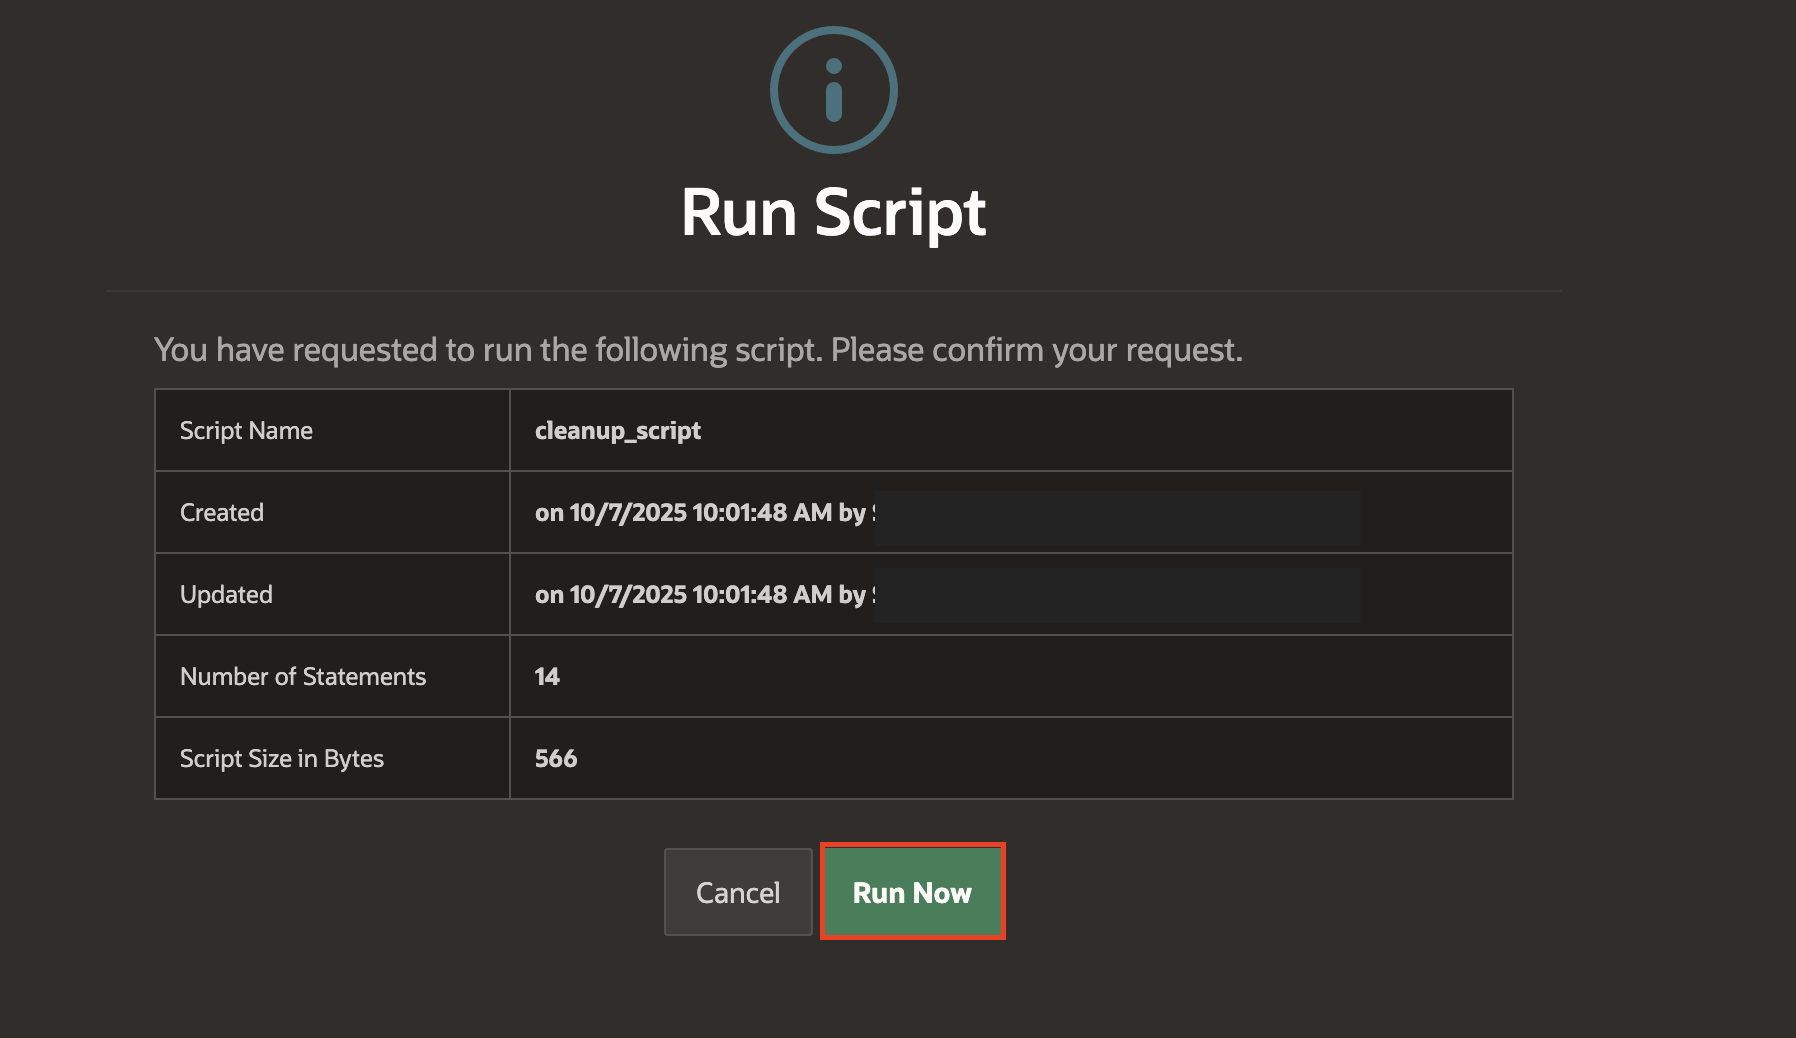 Run Script
You have requested to run the following script. Please confirm your request.
Script Name cleanup_script
Created on 10/7/2025 10:01:48 AM by
Updated on 10/7/2025 10:01:48 AM by
Number of Statements 14
Script Size in Bytes 566
Cancel Run Now